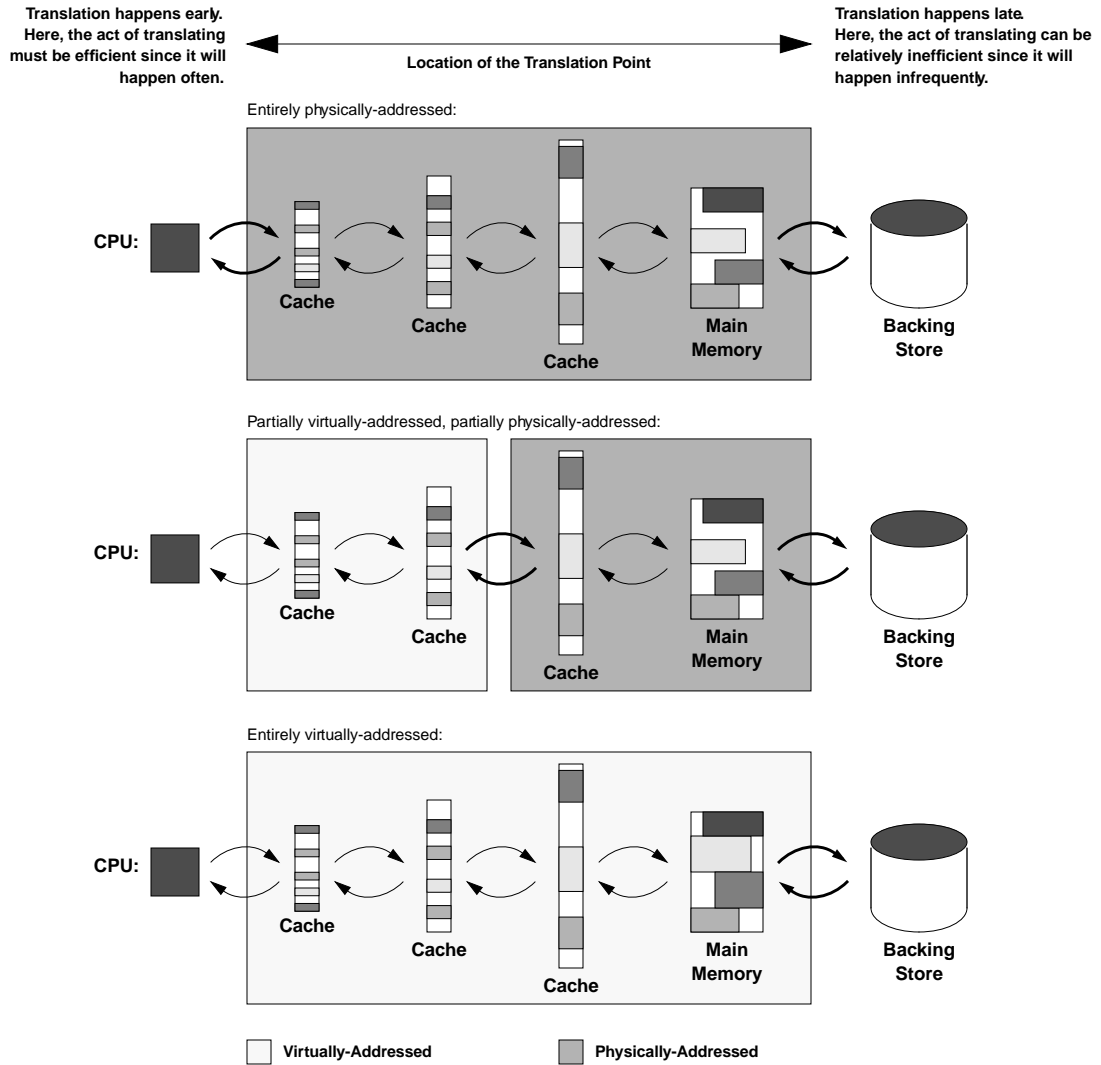 Translation happens early.
Here, the act of translating
must be efficient since it will
happen often.
Location of the Translation Point
Translation happens late.
Here, the act of translating can be
relatively inefficient since it will
happen infrequently.
Entirely physically-addressed:
CPU:
Cache
Cache
Cache
Main
Memory
Backing
Store
Partially virtually-addressed, partially physically-addressed:
CPU:
Cache
Cache
Cache
Main
Memory
Backing
Store
Entirely virtually-addressed:
CPU:
Cache
Cache
Cache
Main
Memory
Backing
Store
Virtually-Addressed
Physically-Addressed